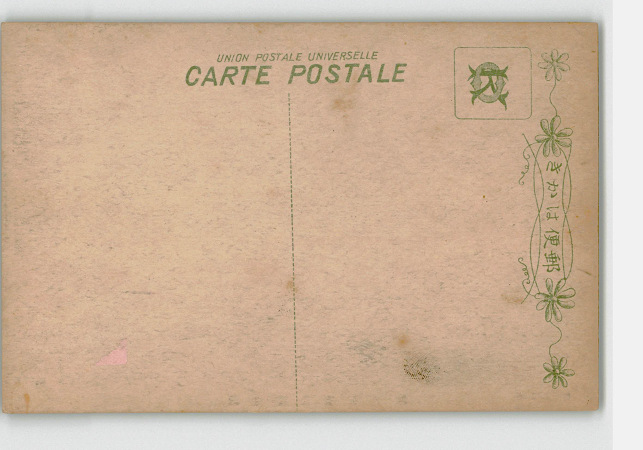 UNION POSTALE UNIVERSELLE
CARTE POSTALE
郵便はかき